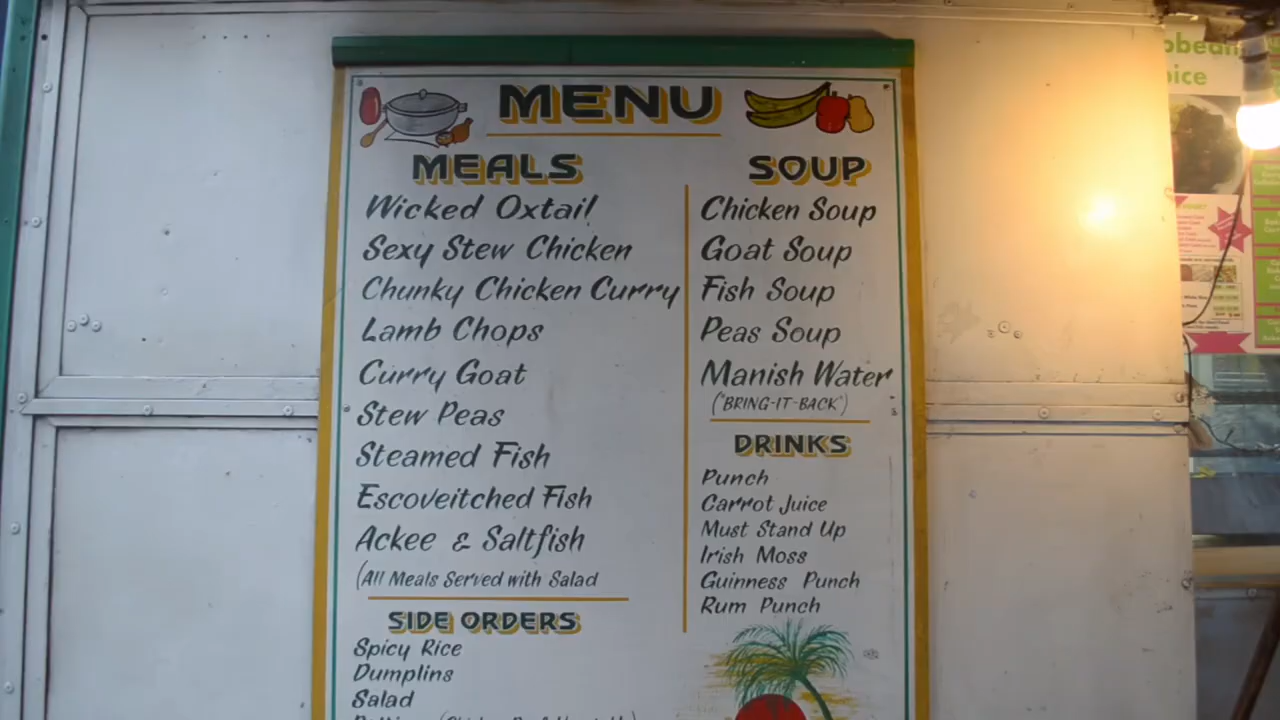 MENU
MEALS
Wicked Oxtail
Sexy Stew Chicken
Chunky Chicken Curry
Lamb Chops
Curry Goat
Stew Peas
Steamed Fish
Escoveitched Fish
Ackee & Saltfish
(All Meals Served with Salad
SIDE ORDERS
Spicy Rice
Dumplins
Salad
SOUP
Chicken Soup
Goat Soup
Fish Soup
Peas Soup
Manish Water
("BRING-IT-BACK")
DRINKS
Punch
Carrot Juice
Must Stand Up
Irish Moss
Guinness Punch
Rum Punch